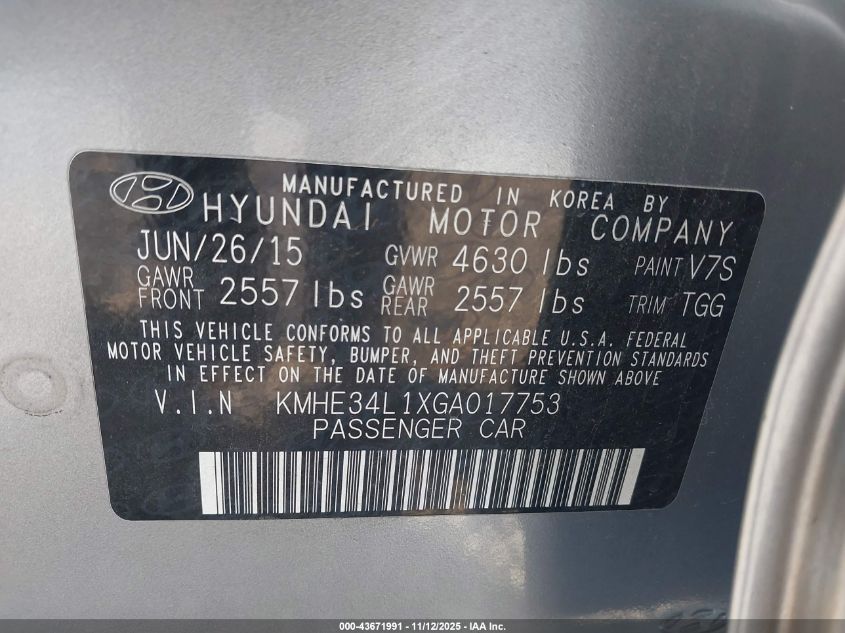 MANUFACTURED IN KOREA BY
HYUNDAI MOTOR COMPANY
JUN/26/15 GVWR 4630 lbs PAINT V7S
GAWR FRONT 2557 lbs GAWR REAR 2557 lbs TRIM TGG
THIS VEHICLE CONFORMS TO ALL APPLICABLE U.S.A. FEDERAL
MOTOR VEHICLE SAFETY, BUMPER, AND THEFT PREVENTION STANDARDS
IN EFFECT ON THE DATE OF MANUFACTURE SHOWN ABOVE
V.I.N KMHE34L1XGA017753
PASSENGER CAR
000-43671991 - 11/12/2025 - IAA Inc.